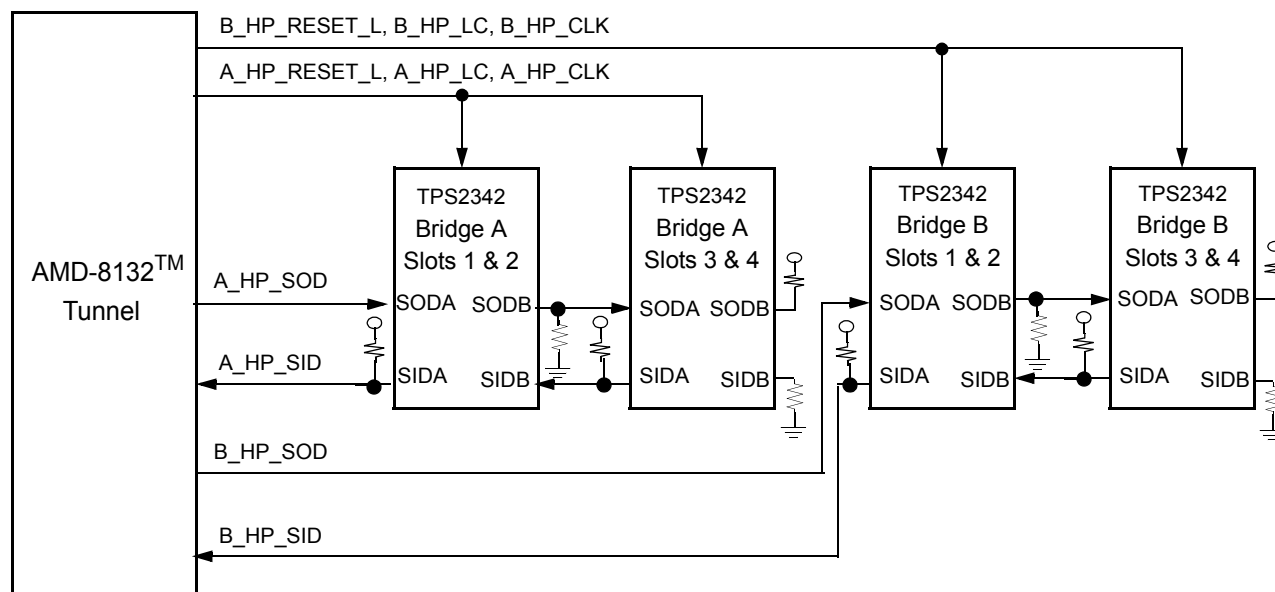 B_HP_RESET_L, B_HP_LC, B_HP_CLK
A_HP_RESET_L, A_HP_LC, A_HP_CLK
AMD-8132TM
Tunnel
A_HP_SOD
A_HP_SID
B_HP_SOD
B_HP_SID
TPS2342
Bridge A
Slots 1 & 2
SODA SODB
SIDA SIDB
TPS2342
Bridge A
Slots 3 & 4
SODA SODB
SIDB
TPS2342
Bridge B
Slots 1 & 2
SODA SODB
SIDA SIDB
TPS2342
Bridge B
Slots 3 & 4
SODA SODB
SIDA SIDB